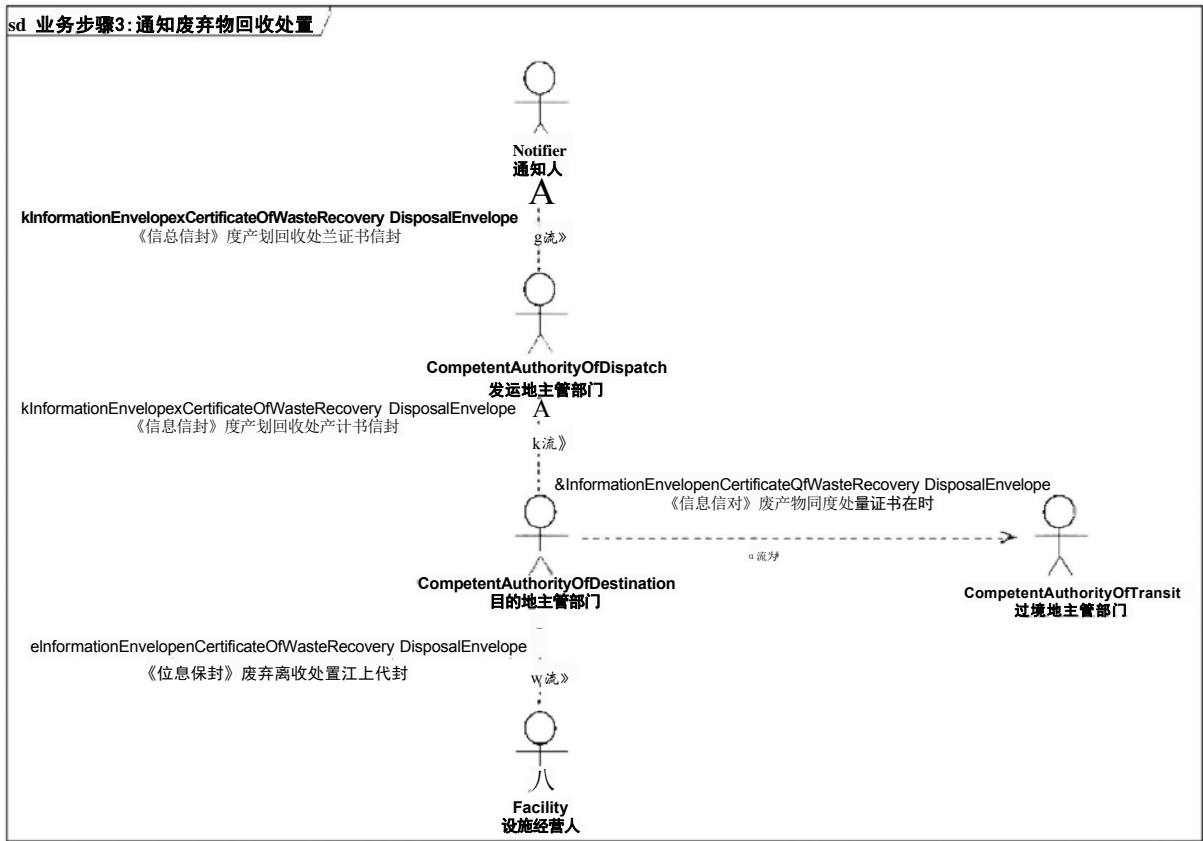 sd 业务步骤3:通知废弃物回收处置
Notifier
通知人
A
kInformationEnvelopexCertificateOfWasteRecovery DisposalEnvelope
《信总信封》度产划回收处兰证书信封
g流》
CompetentAuthorityOfDispatch
发运地主管部门
kInformationEnvelopexCertificateOfWasteRecovery DisposalEnvelope
A
《信息信封》度产划回收处产计书信封
k流》
&InformationEnvelopenCertificateQfWasteRecovery DisposalEnvelope
《信息信对》废产物同度处量证书在时
α流为
CompetentAuthorityOfDestination
目的地主管部门
CompetentAuthorityOfTransit
过境地主管部门
eInformationEnvelopenCertificateOfWasteRecovery DisposalEnvelope
《位息保封》废弃离收处置江上代封
w流》
八
Facility
设施经营人